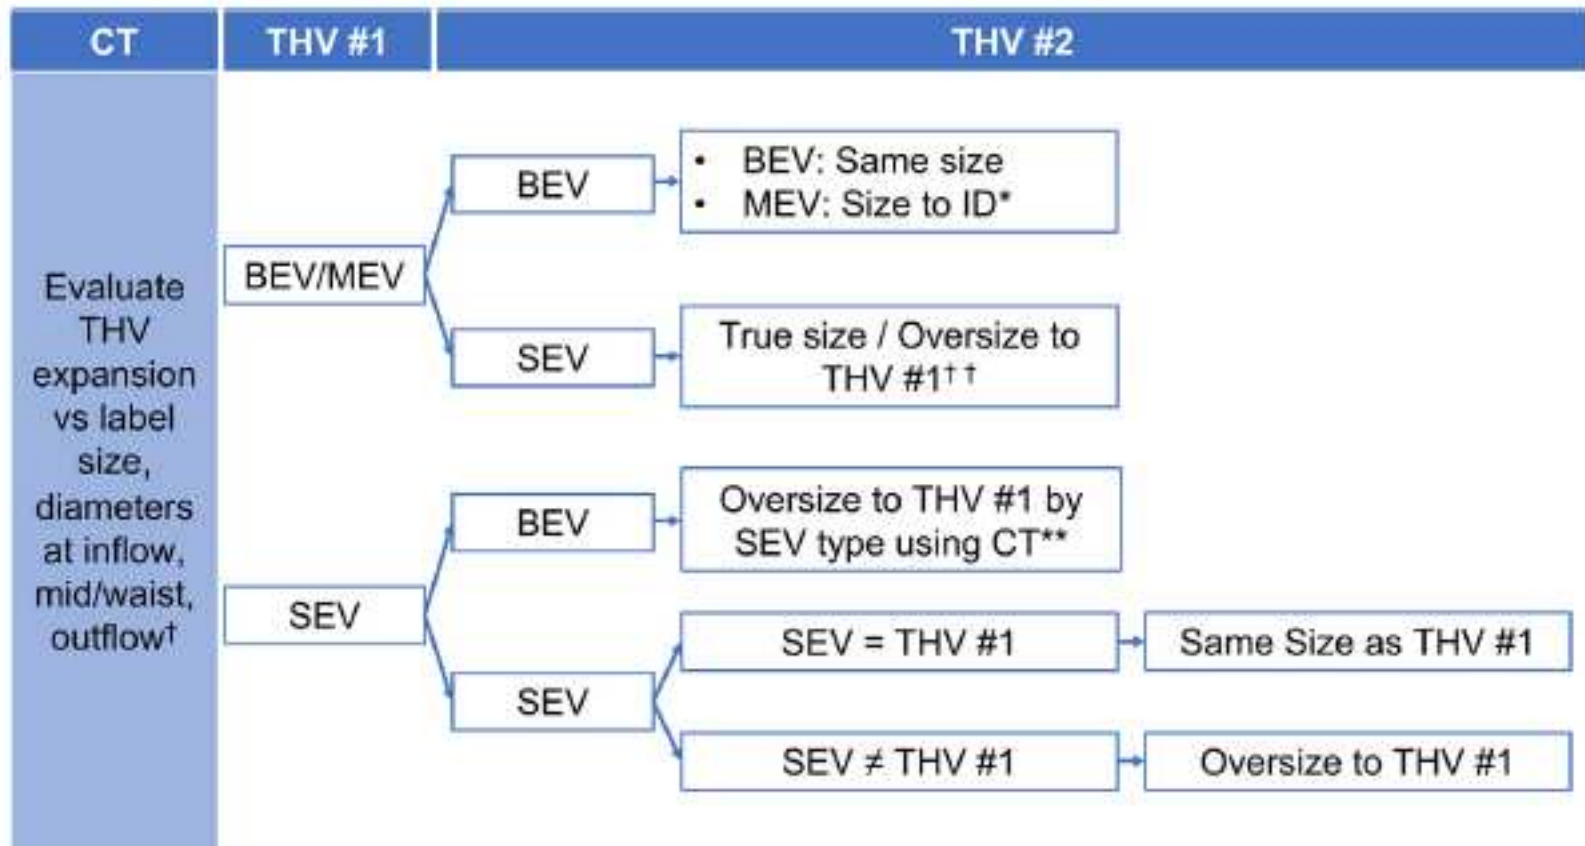 CT
THV #1
THV #2
Evaluate
THV
expansion
vs label
size,
diameters
at inflow,
mid/waist,
outflow†
BEV/MEV
BEV
• BEV: Same size
• MEV: Size to ID*
SEV
True size / Oversize to
THV #1††
SEV
BEV
Oversize to THV #1 by
SEV type using CT**
SEV
SEV = THV #1
Same Size as THV #1
SEV ≠ THV #1
Oversize to THV #1